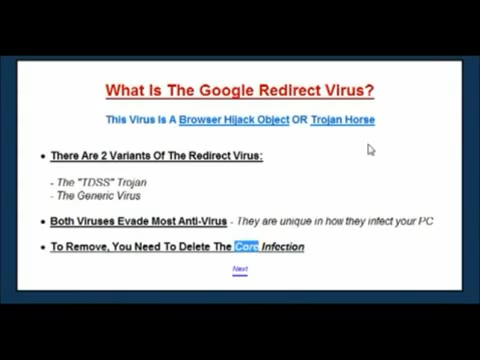 What Is The Google Redirect Virus?
This Virus Is A Browser Hijack Object OR Trojan Horse
There Are 2 Variants Of The Redirect Virus:
- The "TDSS" Trojan
- The Generic Virus
Both Viruses Evade Most Anti-Virus - They are unique in how they infect your PC
To Remove, You Need To Delete The Core Infection
Next